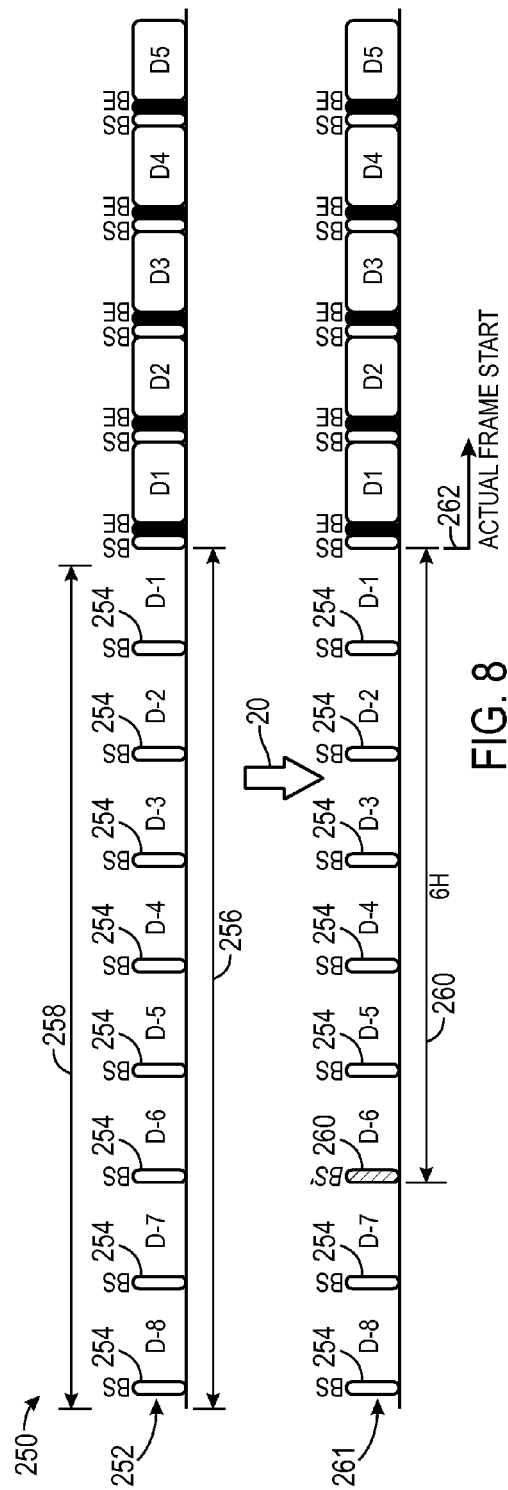 250
258
254 254 254 254 254 254 254 254
BS BS BS BS BS BS BS BS BS BE BS BE BS BE BS BE BS BE
252
D-8 D-7 D-6 D-5 D-4 D-3 D-2 D-1 D1 D2 D3 D4 D5
256
20
254 254 260 254 254 254 254 254
BS BS BS BS BS BS BS BS BS BE BS BE BS BE BS BE BS BE
261
D-8 D-7 D-6 D-5 D-4 D-3 D-2 D-1 D1 D2 D3 D4 D5
6H
260
262
ACTUAL FRAME START
FIG. 8